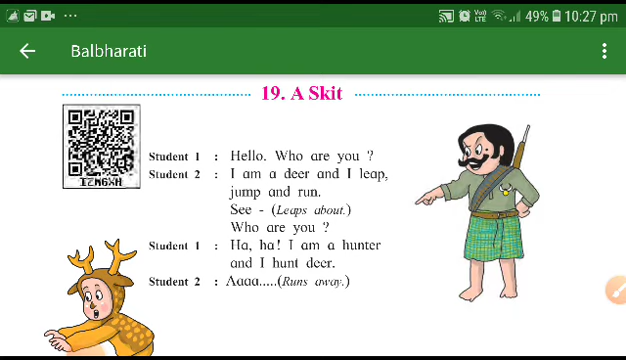 49% 10:27 pm
Balbharati
19. A Skit
Student 1 : Hello. Who are you ?
Student 2 : I am a deer and I leap,
jump and run.
See - (Leaps about.)
Who are you ?
Student 1 : Ha, ha! I am a hunter
and I hunt deer.
Student 2 : Aaaa.....(Runs away.)